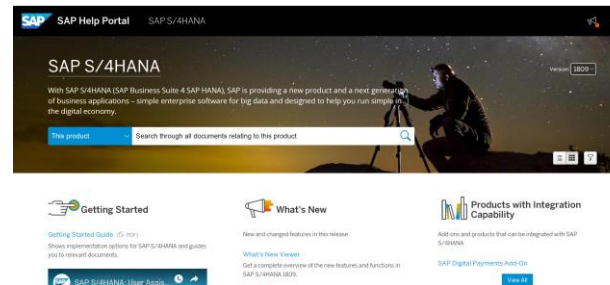 SAP SAP Help Portal SAP S/4HANA
SAP S/4HANA
Version: 1809
With SAP S/4HANA (SAP Business Suite 4 SAP HANA), SAP is providing a new product and a next generation
of business applications – simple enterprise software for big data and designed to help you run simple in
the digital economy.
This product Search through all documents relating to this product
Getting Started
Getting Started Guide (PDF)
Shows implementation options for SAP S/4HANA and guides
you to relevant documents.
SAP SAP S/4HANA: User Assis...
What's New
New and changed features in this release
What's New Viewer
Get a complete overview of the new features and functions in
SAP S/4HANA 1809.
Products with Integration
Capability
Add-ons and products that can be integrated with SAP
S/4HANA
SAP Digital Payments Add-On
View All